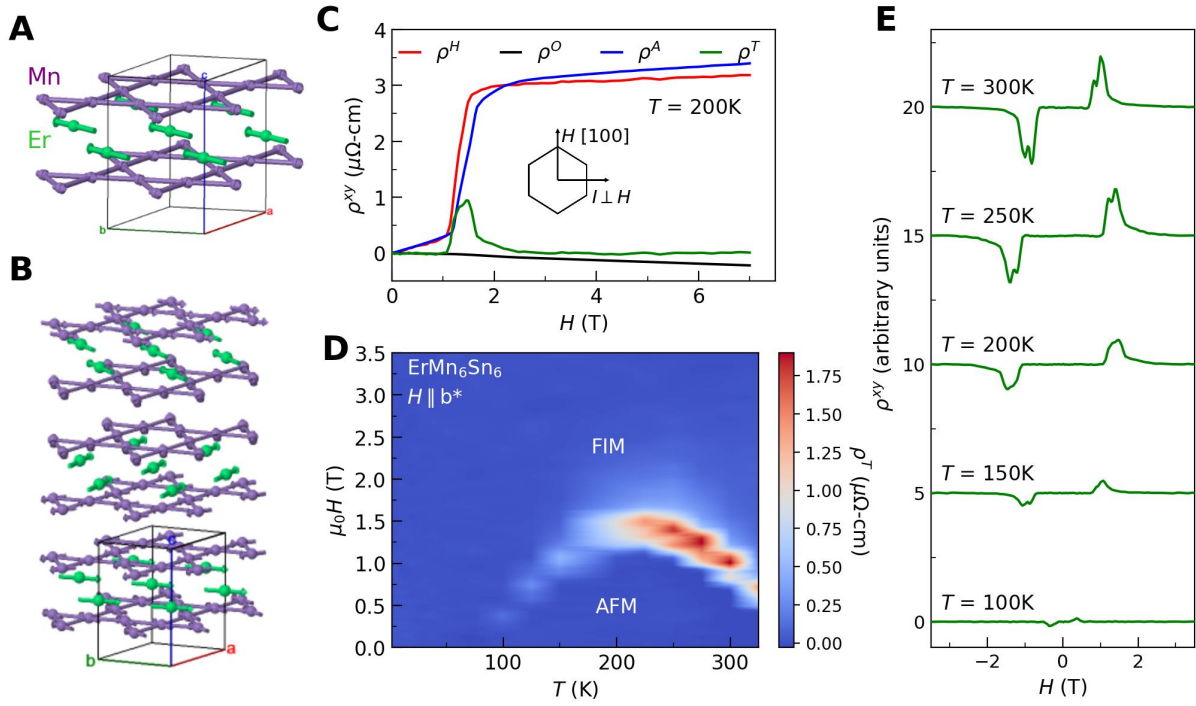 A
Mn
Er
c
a
b
B
c
a
b
C
ρ^H ρ^O ρ^A ρ^T
T = 200K
H [100]
I ⊥ H
ρ^xy (μΩ-cm)
4
3
2
1
0
0 2 4 6
H (T)
D
ErMn₆Sn₆
H ∥ b*
FIM
AFM
μ₀H (T)
3.5
3.0
2.5
2.0
1.5
1.0
0.5
0.0
100 200 300
T (K)
1.75
1.50
1.25
1.00
0.75
0.50
0.25
0.00
ρ^T (μΩ-cm)
E
T = 300K
T = 250K
T = 200K
T = 150K
T = 100K
ρ^xy (arbitrary units)
20
15
10
5
0
−2 0 2
H (T)